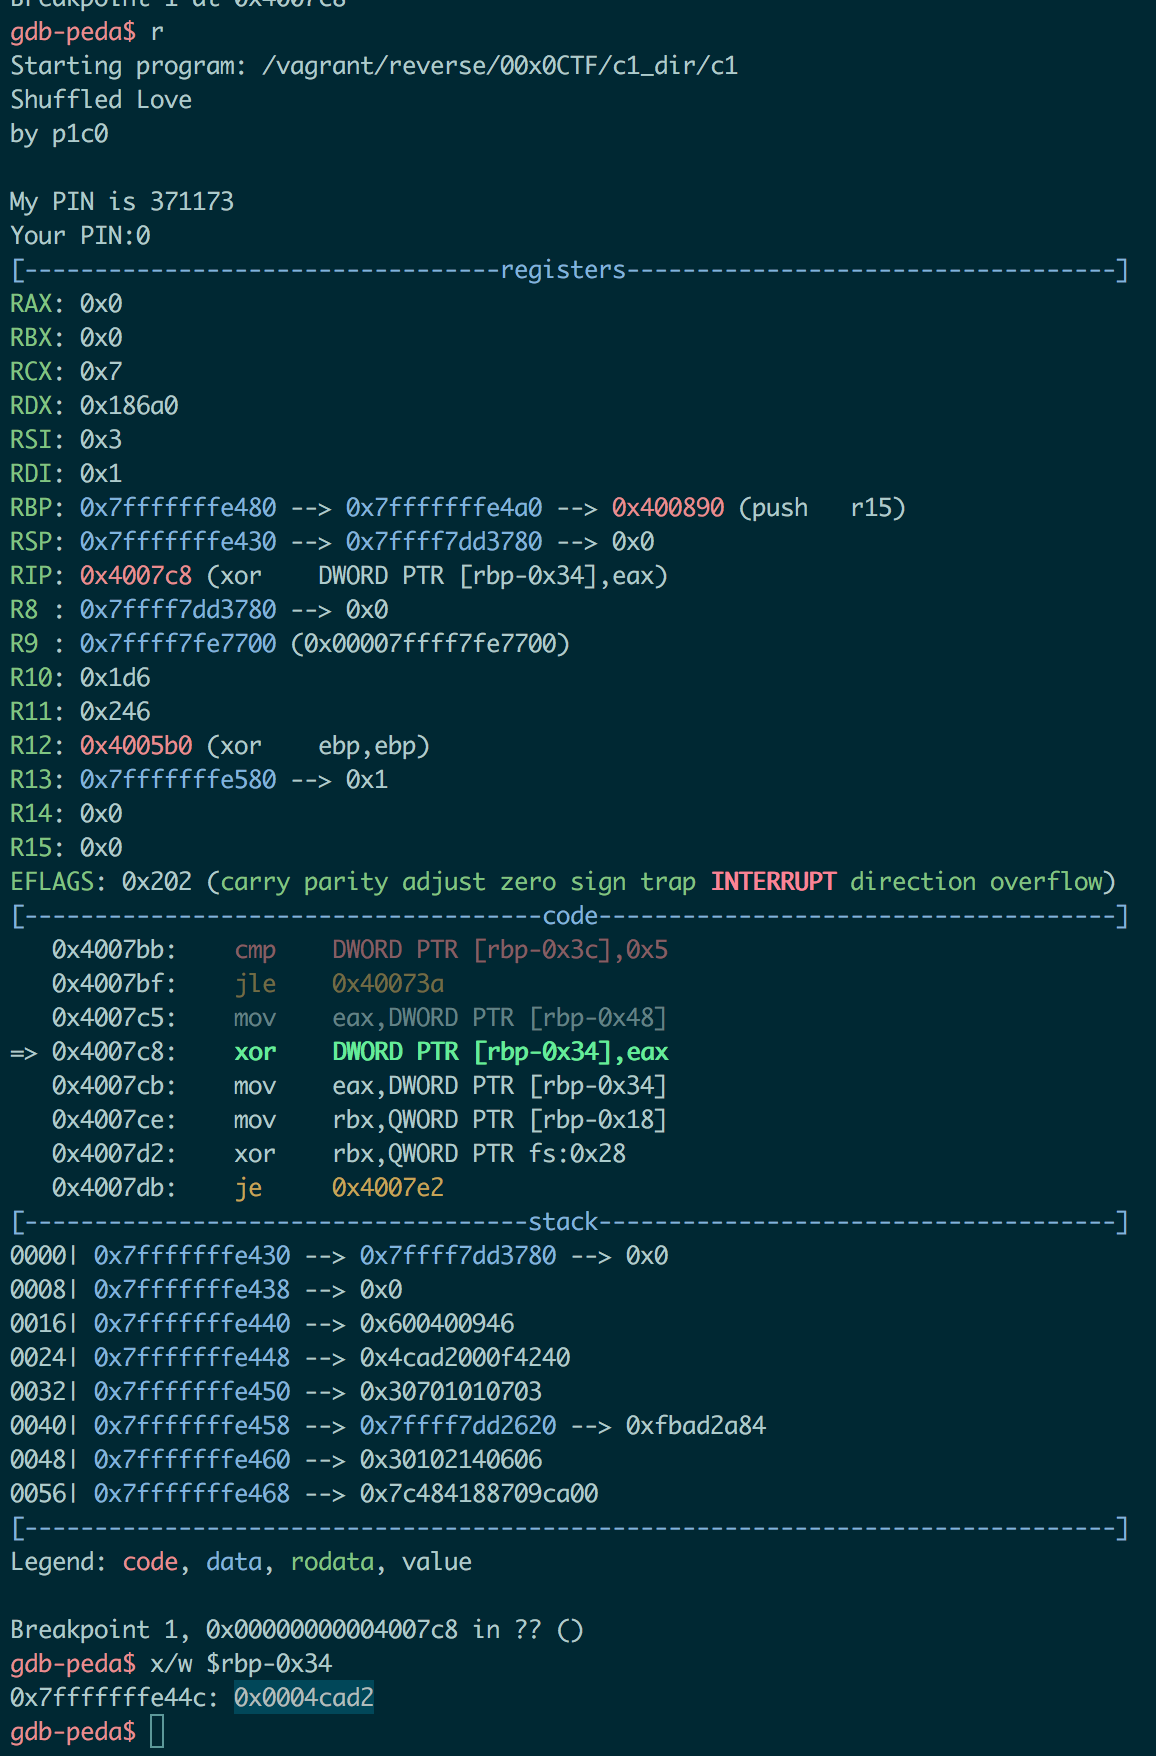 Breakpoint 1 at 0x4007c8
gdb-peda$ r
Starting program: /vagrant/reverse/00x0CTF/c1_dir/c1
Shuffled Love
by p1c0
My PIN is 371173
Your PIN:0
[----------------------------------registers-----------------------------------]
RAX: 0x0
RBX: 0x0
RCX: 0x7
RDX: 0x186a0
RSI: 0x3
RDI: 0x1
RBP: 0x7fffffffe480 --> 0x7fffffffe4a0 --> 0x400890 (push   r15)
RSP: 0x7fffffffe430 --> 0x7ffff7dd3780 --> 0x0
RIP: 0x4007c8 (xor    DWORD PTR [rbp-0x34],eax)
R8 : 0x7ffff7dd3780 --> 0x0
R9 : 0x7ffff7fe7700 (0x00007ffff7fe7700)
R10: 0x1d6
R11: 0x246
R12: 0x4005b0 (xor    ebp,ebp)
R13: 0x7fffffffe580 --> 0x1
R14: 0x0
R15: 0x0
EFLAGS: 0x202 (carry parity adjust zero sign trap INTERRUPT direction overflow)
[-------------------------------------code-------------------------------------]
   0x4007bb:    cmp    DWORD PTR [rbp-0x3c],0x5
   0x4007bf:    jle    0x40073a
   0x4007c5:    mov    eax,DWORD PTR [rbp-0x48]
=> 0x4007c8:    xor    DWORD PTR [rbp-0x34],eax
   0x4007cb:    mov    eax,DWORD PTR [rbp-0x34]
   0x4007ce:    mov    rbx,QWORD PTR [rbp-0x18]
   0x4007d2:    xor    rbx,QWORD PTR fs:0x28
   0x4007db:    je     0x4007e2
[------------------------------------stack-------------------------------------]
0000| 0x7fffffffe430 --> 0x7ffff7dd3780 --> 0x0
0008| 0x7fffffffe438 --> 0x0
0016| 0x7fffffffe440 --> 0x600400946
0024| 0x7fffffffe448 --> 0x4cad2000f4240
0032| 0x7fffffffe450 --> 0x30701010703
0040| 0x7fffffffe458 --> 0x7ffff7dd2620 --> 0xfbad2a84
0048| 0x7fffffffe460 --> 0x30102140606
0056| 0x7fffffffe468 --> 0x7c484188709ca00
[------------------------------------------------------------------------------]
Legend: code, data, rodata, value
Breakpoint 1, 0x00000000004007c8 in ?? ()
gdb-peda$ x/w $rbp-0x34
0x7fffffffe44c: 0x0004cad2
gdb-peda$